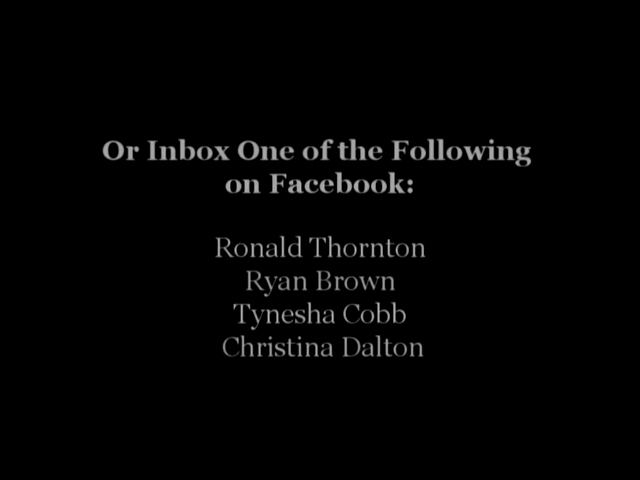 Or Inbox One of the Following
on Facebook:
Ronald Thornton
Ryan Brown
Tynesha Cobb
Christina Dalton